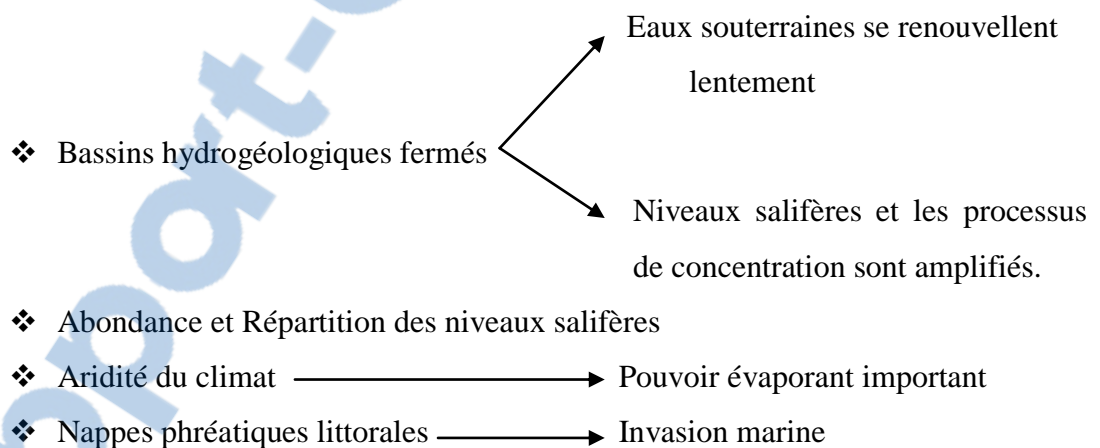 Eaux souterraines se renouvellent
lentement
❖ Bassins hydrogéologiques fermés
Niveaux salifères et les processus
de concentration sont amplifiés.
❖ Abondance et Répartition des niveaux salifères
❖ Aridité du climat → Pouvoir évaporant important
❖ Nappes phréatiques littorales → Invasion marine